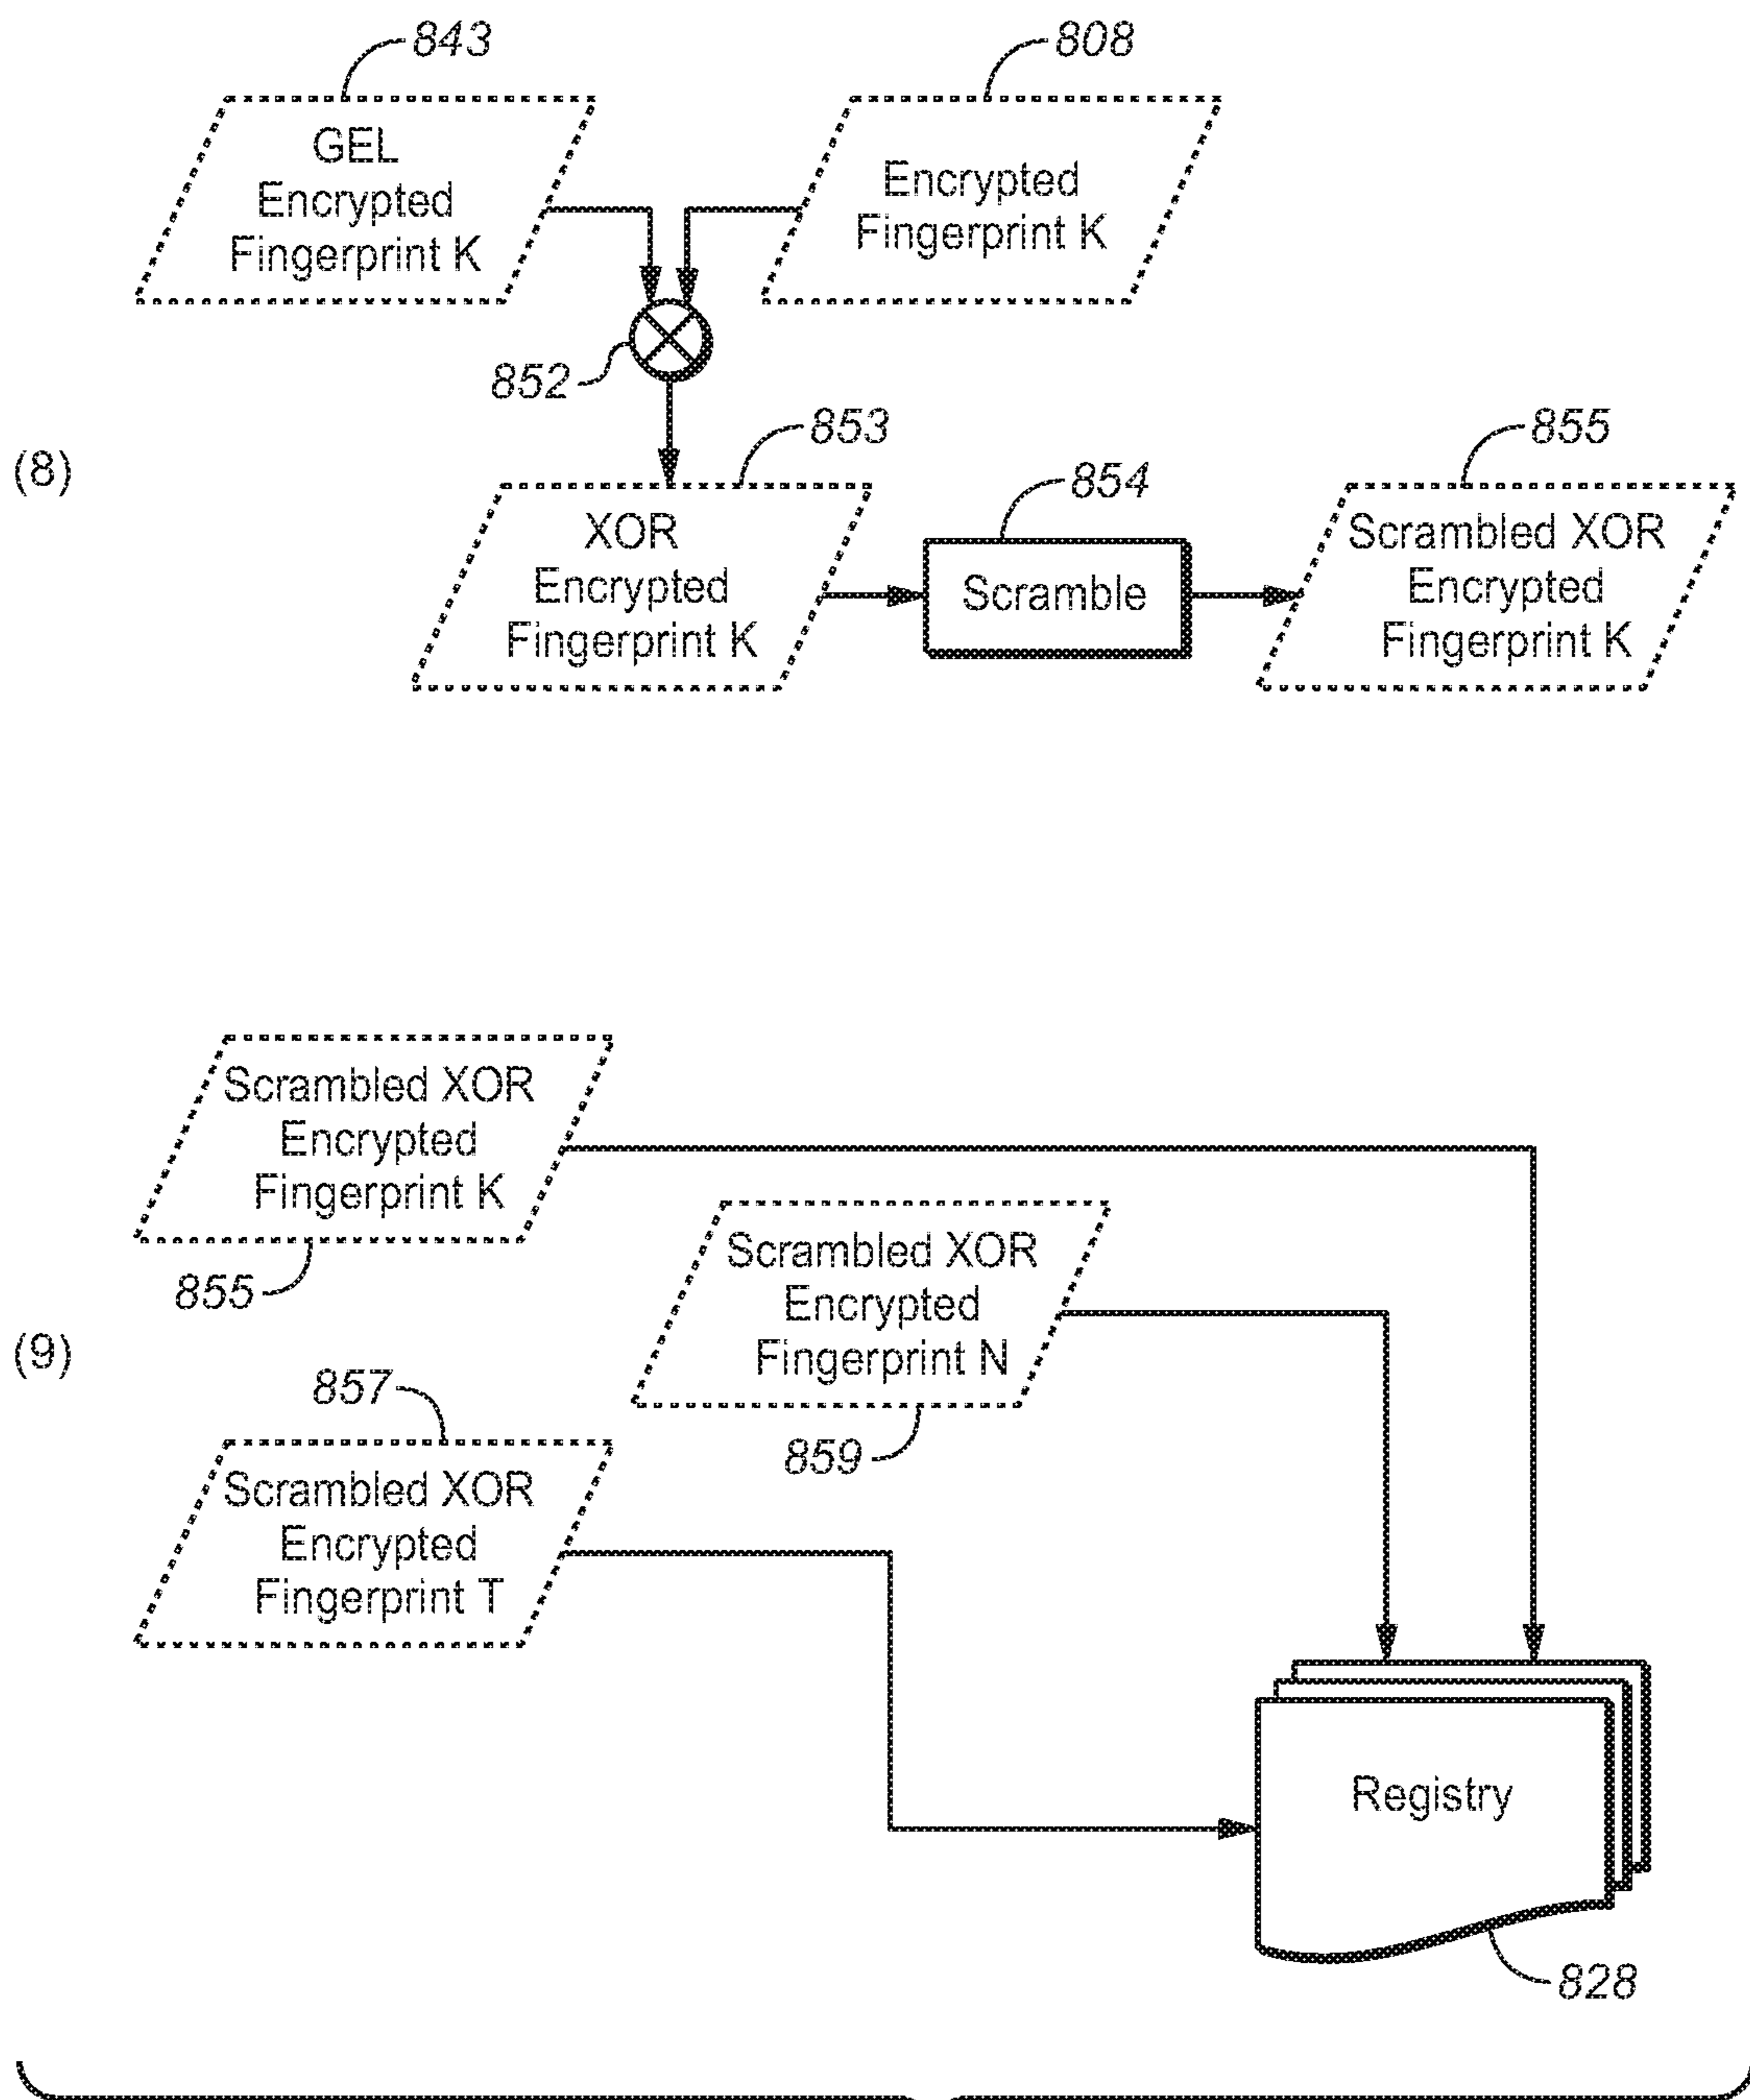 843
808
GEL
Encrypted
Fingerprint K
Encrypted
Fingerprint K
852
(8)
853
854
855
XOR
Encrypted
Fingerprint K
Scramble
Scrambled XOR
Encrypted
Fingerprint K
(9)
Scrambled XOR
Encrypted
Fingerprint K
855
Scrambled XOR
Encrypted
Fingerprint N
859
857
Scrambled XOR
Encrypted
Fingerprint T
Registry
828